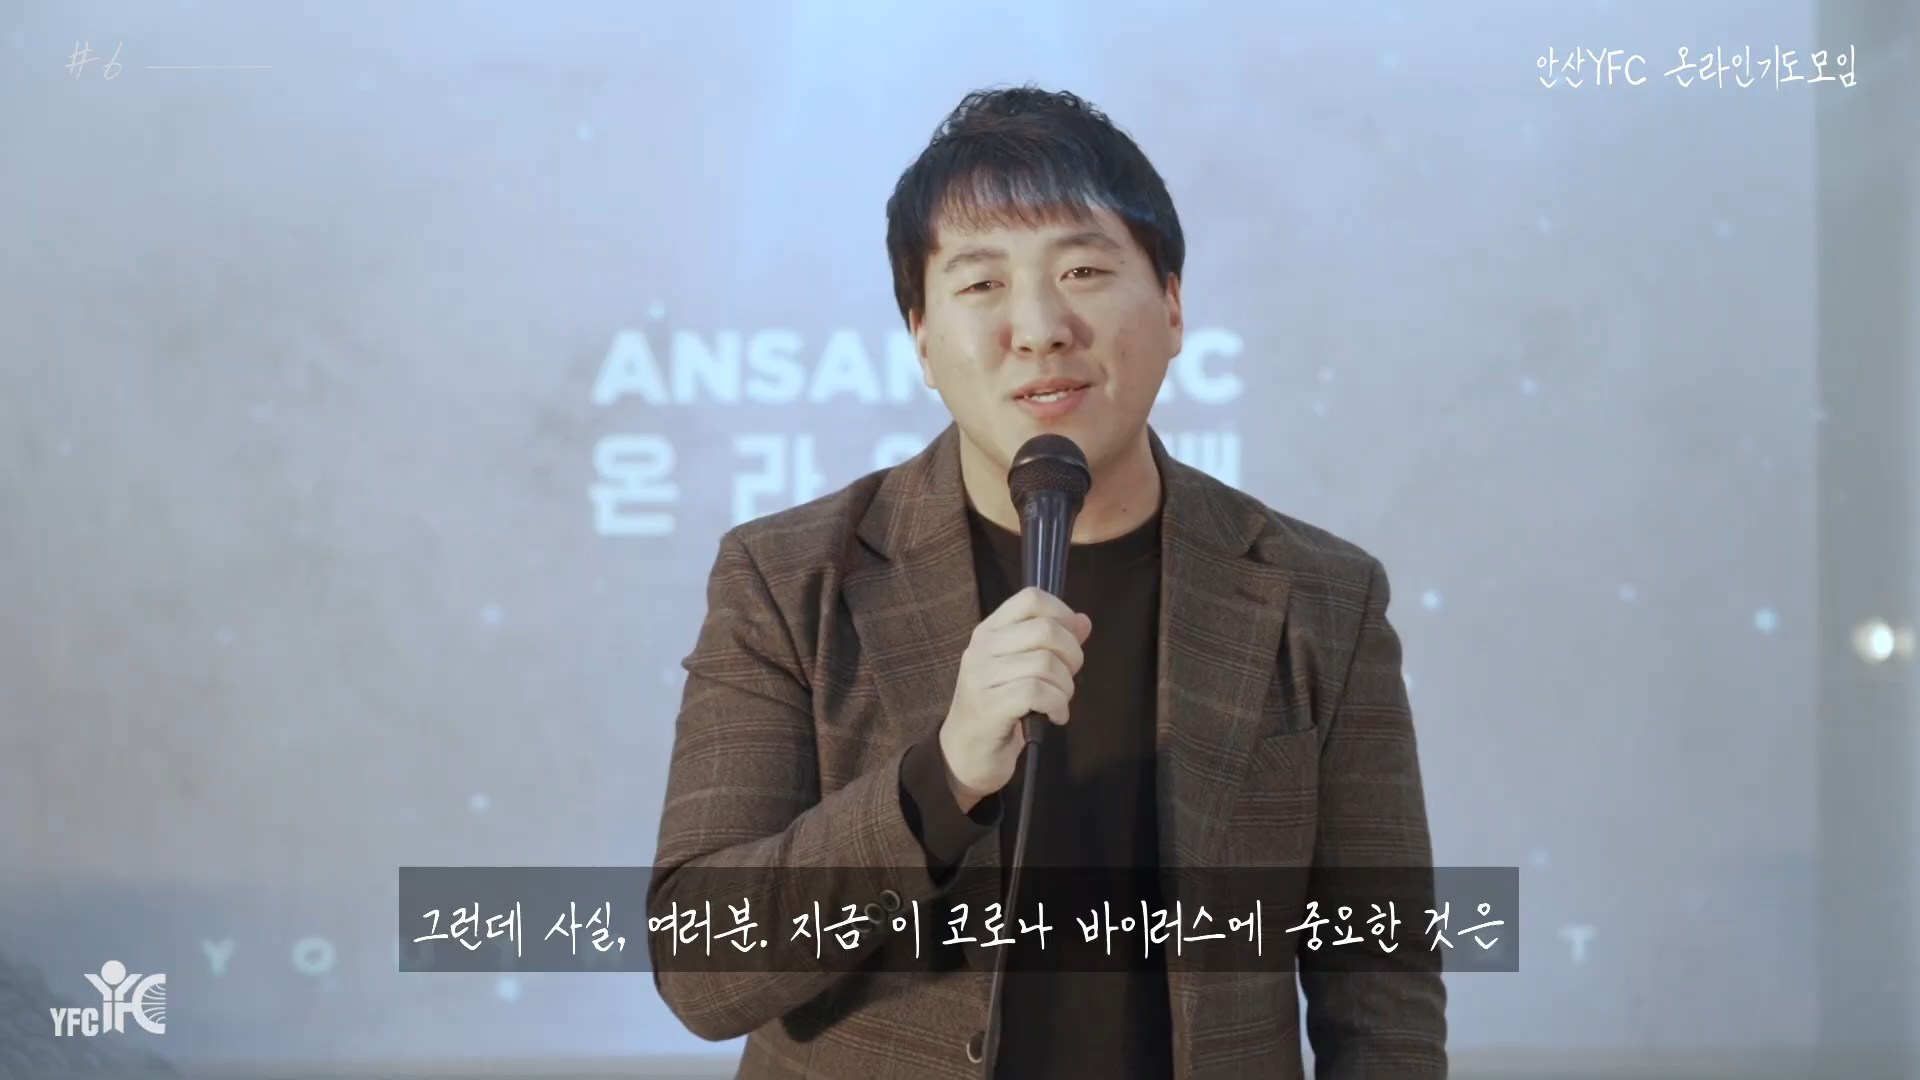 #6
안산YFC 온라인기도모임
온 라
그런데 사실, 여러분. 지금 이 코로나 바이러스에 중요한 것은
YFC